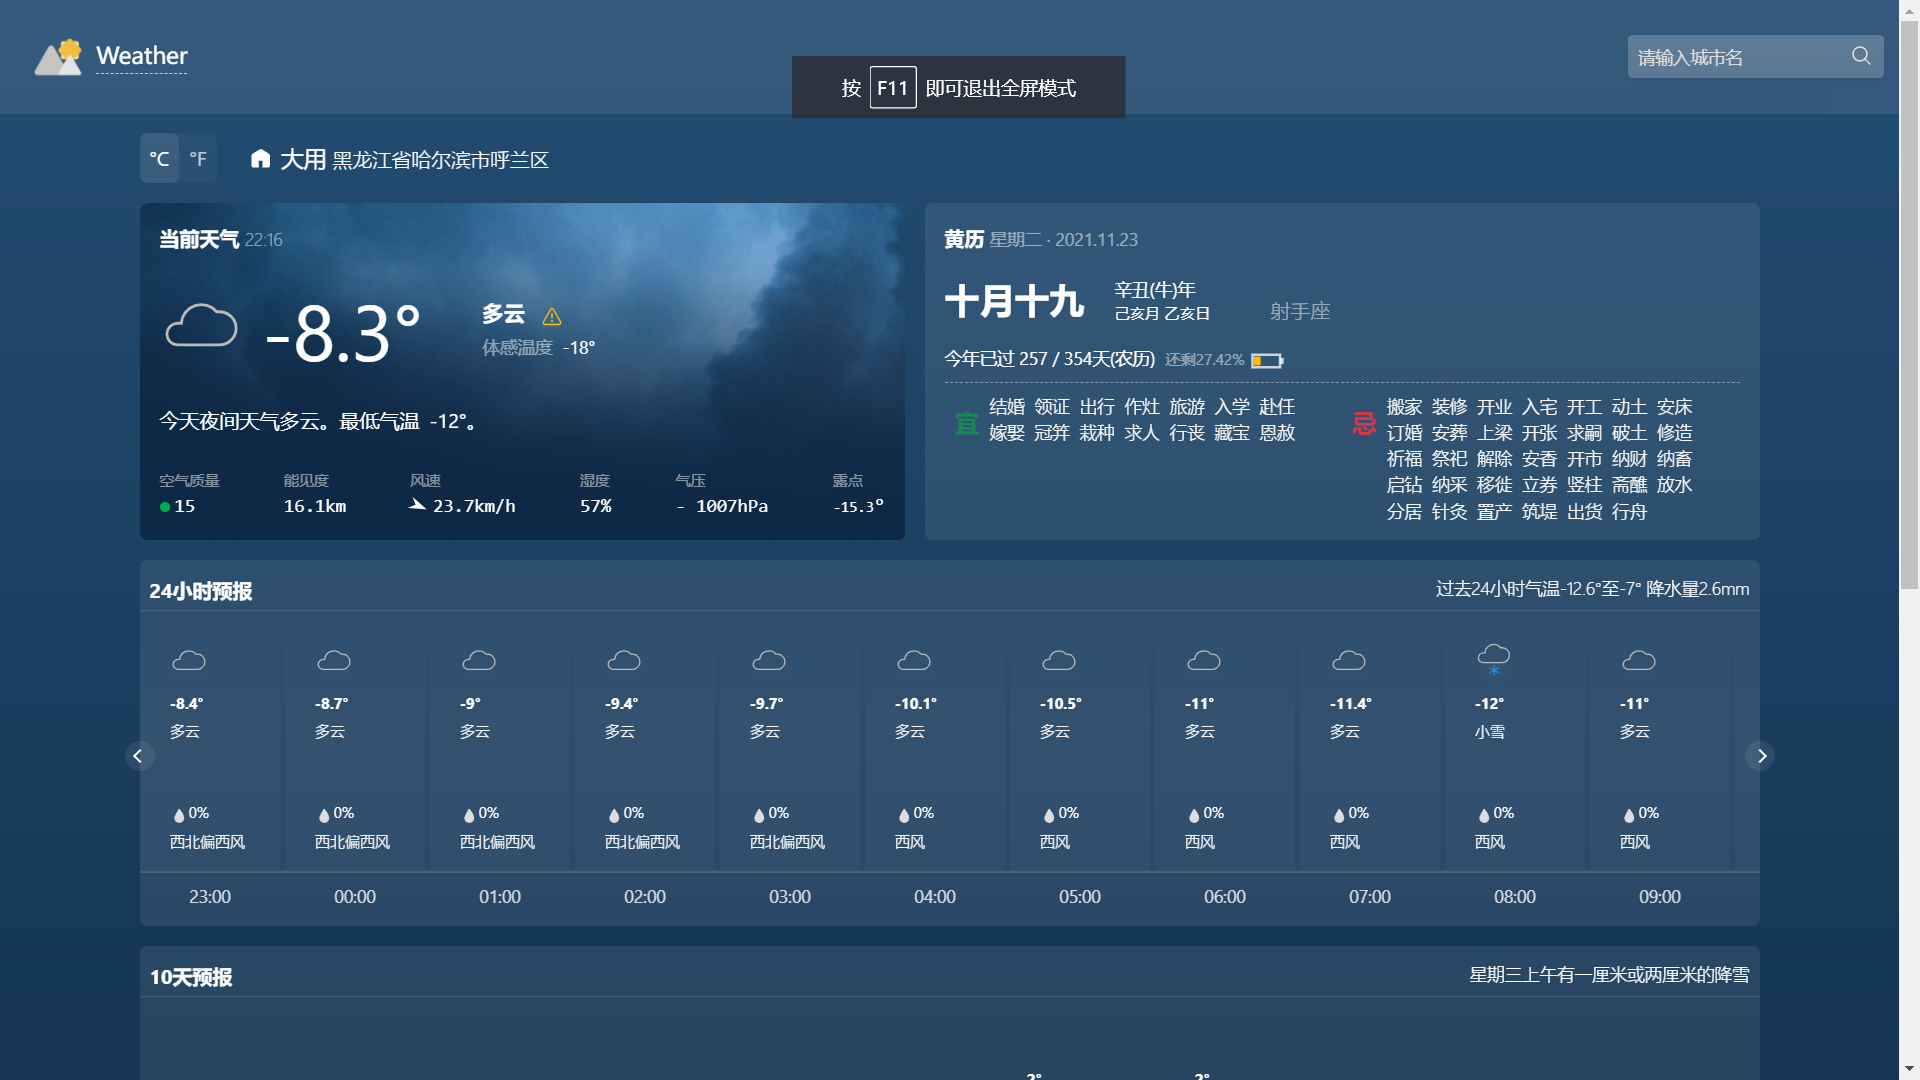 Weather
请输入城市名
按 F11 即可退出全屏模式
°C °F
大用 黑龙江省哈尔滨市呼兰区
当前天气 22:16
-8.3°
多云
体感温度 -18°
今天夜间天气多云。最低气温 -12°。
空气质量 能见度 风速 湿度 气压 露点
15 16.1km 23.7km/h 57% - 1007hPa -15.3°
黄历 星期二 · 2021.11.23
十月十九
辛丑(牛)年
己亥月 乙亥日
射手座
今年已过 257 / 354天(农历) 还剩27.42%
宜
结婚 领证 出行 作灶 旅游 入学 赴任
嫁娶 冠笄 栽种 求人 行丧 藏宝 恩赦
忌
搬家 装修 开业 入宅 开工 动土 安床
订婚 安葬 上梁 开张 求嗣 破土 修造
祈福 祭祀 解除 安香 开市 纳财 纳畜
启钻 纳采 移徙 立券 竖柱 斋醮 放水
分居 针灸 置产 筑堤 出货 行舟
24小时预报
过去24小时气温-12.6°至-7° 降水量2.6mm
-8.4° -8.7° -9° -9.4° -9.7° -10.1° -10.5° -11° -11.4° -12° -11°
多云 多云 多云 多云 多云 多云 多云 多云 多云 小雪 多云
0% 0% 0% 0% 0% 0% 0% 0% 0% 0% 0%
西北偏西风 西北偏西风 西北偏西风 西北偏西风 西北偏西风 西风 西风 西风 西风 西风 西风
23:00 00:00 01:00 02:00 03:00 04:00 05:00 06:00 07:00 08:00 09:00
10天预报
星期三上午有一厘米或两厘米的降雪